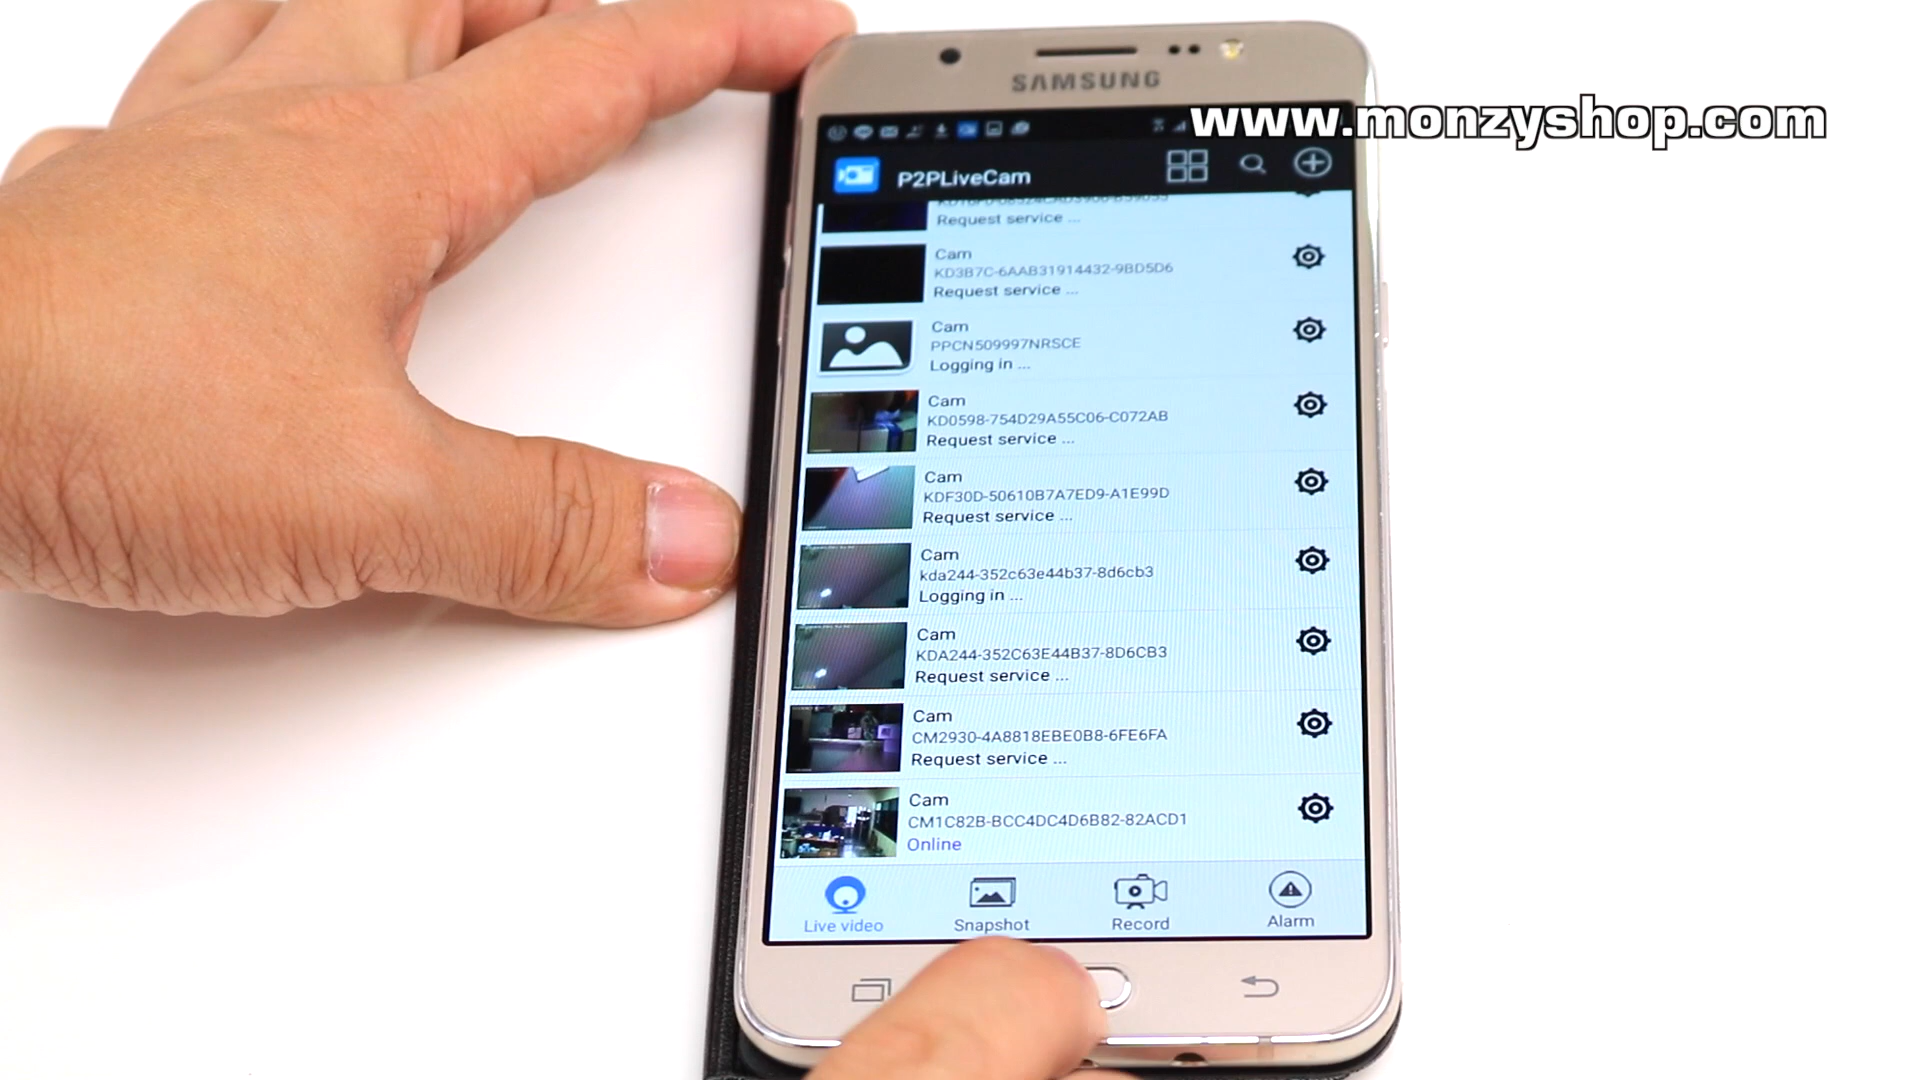 SAMSUNG
www.monzyshop.com
P2PLiveCam
Request service ...
Cam
KD3B7C-6AAB31914432-9BD5D6
Request service ...
Cam
PPCN509997NRSCE
Logging in ...
Cam
KD0598-754D29A55C06-C072AB
Request service ...
Cam
KDF30D-50610B7A7ED9-A1E99D
Request service ...
Cam
kda244-352c63e44b37-8d6cb3
Logging in ...
Cam
KDA244-352C63E44B37-8D6CB3
Request service ...
Cam
CM2930-4A8818EBE0B8-6FE6FA
Request service ...
Cam
CM1C82B-BCC4DC4D6B82-82ACD1
Online
Live video
Snapshot
Record
Alarm